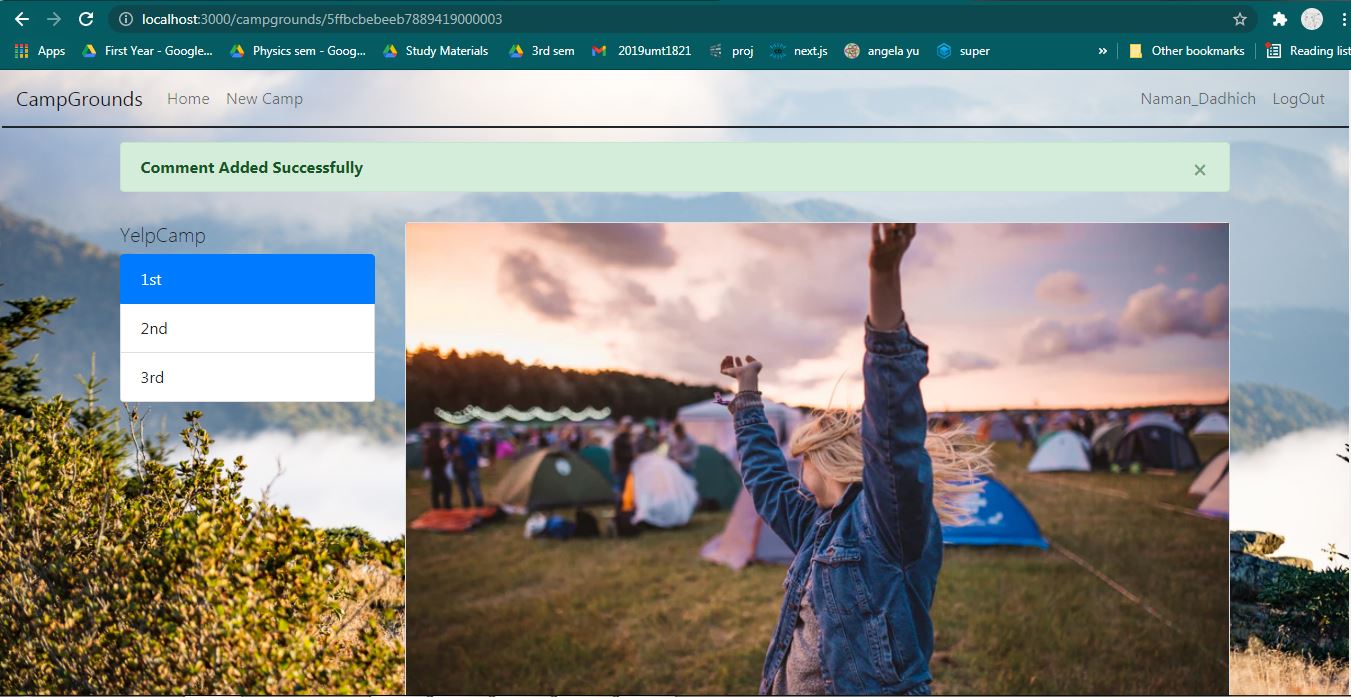 localhost:3000/campgrounds/5ffbcbebeeb7889419000003
Apps First Year - Google... Physics sem - Goog... Study Materials 3rd sem 2019umt1821 proj next.js angela yu super » Other bookmarks Reading list
CampGrounds Home New Camp Naman_Dadhich LogOut
Comment Added Successfully ×
YelpCamp
1st
2nd
3rd